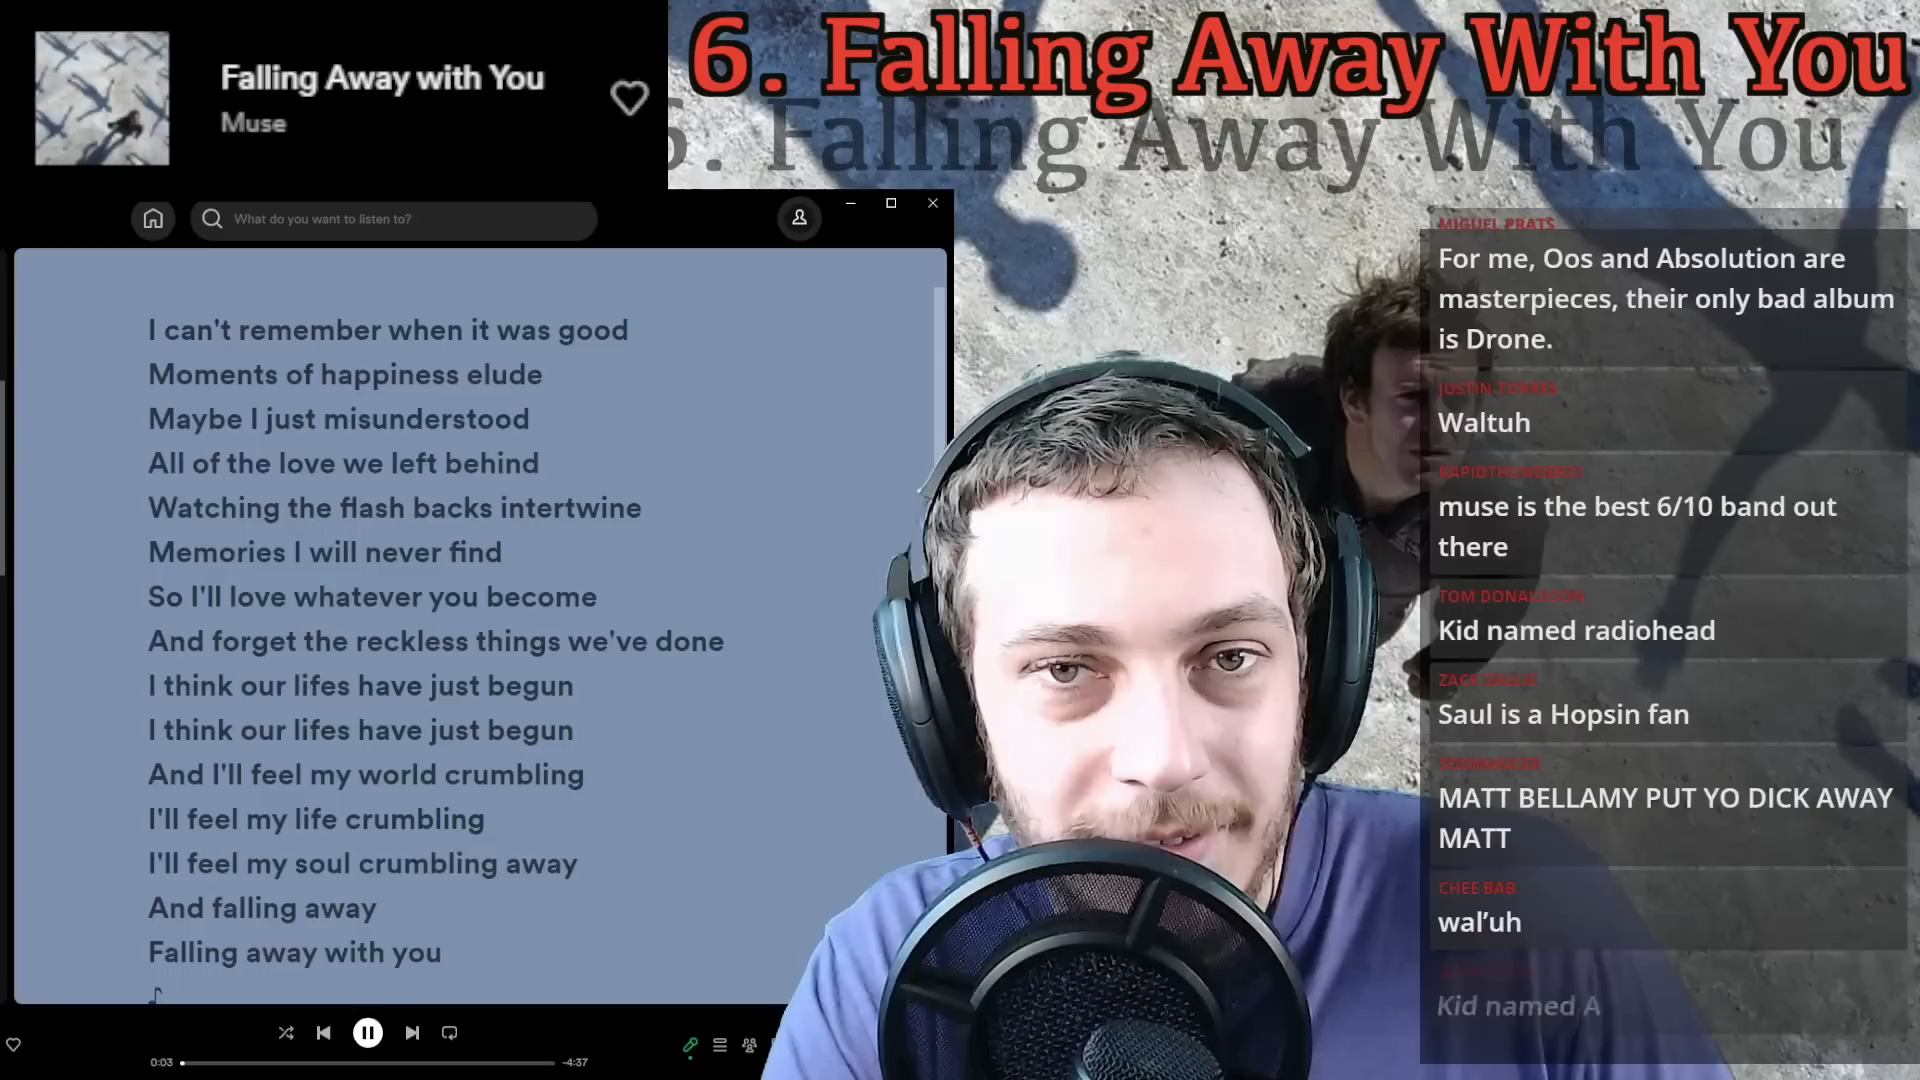 Falling Away with You
Muse
6. Falling Away With You
6. Falling Away With You
What do you want to listen to?
I can't remember when it was good
Moments of happiness elude
Maybe I just misunderstood
All of the love we left behind
Watching the flash backs intertwine
Memories I will never find
So I'll love whatever you become
And forget the reckless things we've done
I think our lifes have just begun
I think our lifes have just begun
And I'll feel my world crumbling
I'll feel my life crumbling
I'll feel my soul crumbling away
And falling away
Falling away with you
♪
0:03
-4:37
MIGUEL PRATS
For me, Oos and Absolution are
masterpieces, their only bad album
is Drone.
JUSTIN TORRES
Waltuh
muse is the best 6/10 band out
there
TOM DONALDSON
Kid named radiohead
Saul is a Hopsin fan
MATT BELLAMY PUT YO DICK AWAY
MATT
CHEE BAB
wal’uh
Kid named A